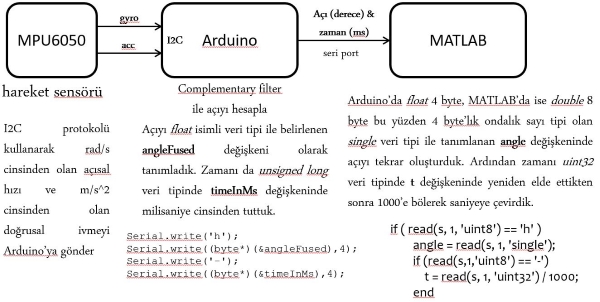 MPU6050
gyro
acc
I2C
Arduino
Açı (derece) &
zaman (ms)
seri port
MATLAB
hareket sensörü
I2C protokolü
kullanarak rad/s
cinsinden olan açısal
hızı ve m/s^2
cinsinden olan
doğrusal ivmeyi
Arduino'ya gönder
Complementary filter
ile açıyı hesapla
Açıyı float isimli veri tipi ile belirlenen
angleFused değişkeni olarak
tanımladık. Zamanı da unsigned long
veri tipinde timeInMs değişkeninde
milisaniye cinsinden tuttuk.
Serial.write('h');
Serial.write((byte*)(&angleFused),4);
Serial.write('-');
Serial.write((byte*)(&timeInMs),4);
Arduino'da float 4 byte, MATLAB'da ise double 8
byte bu yüzden 4 byte'lık ondalık sayı tipi olan
single veri tipi ile tanımlanan angle değişkeninde
açıyı tekrar oluşturduk. Ardından zamanı uint32
veri tipinde t değişkeninde yeniden elde ettikten
sonra 1000'e bölerek saniyeye çevirdik.
if ( read(s, 1, 'uint8') == 'h' )
angle = read(s, 1, 'single');
if (read(s,1,'uint8') == '-')
t = read(s, 1, 'uint32') / 1000;
end